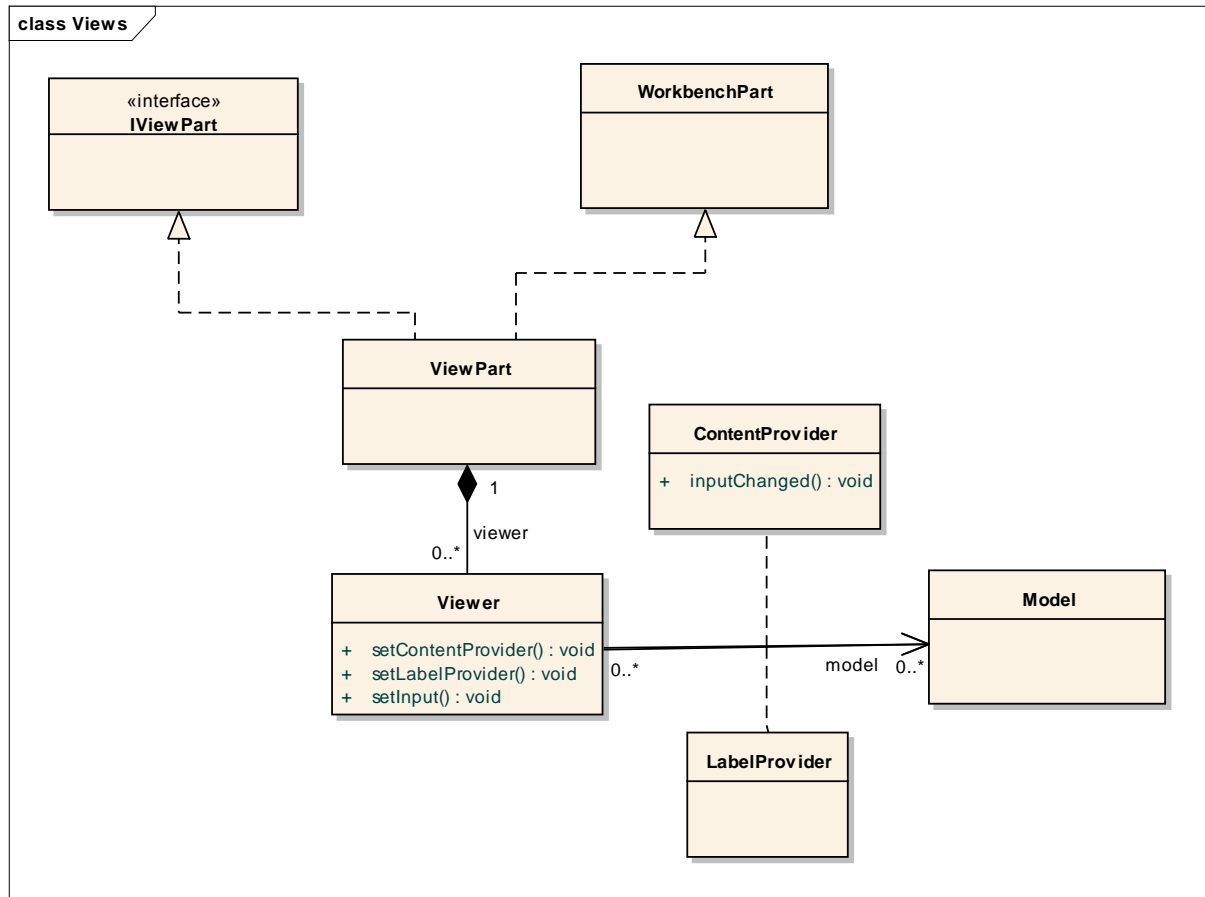 class Views
«interface»
IViewPart
WorkbenchPart
ViewPart
ContentProvider
+ inputChanged() : void
1
viewer
0..*
Viewer
+ setContentProvider() : void
+ setLabelProvider() : void
+ setInput() : void
0..*
model 0..*
Model
LabelProvider